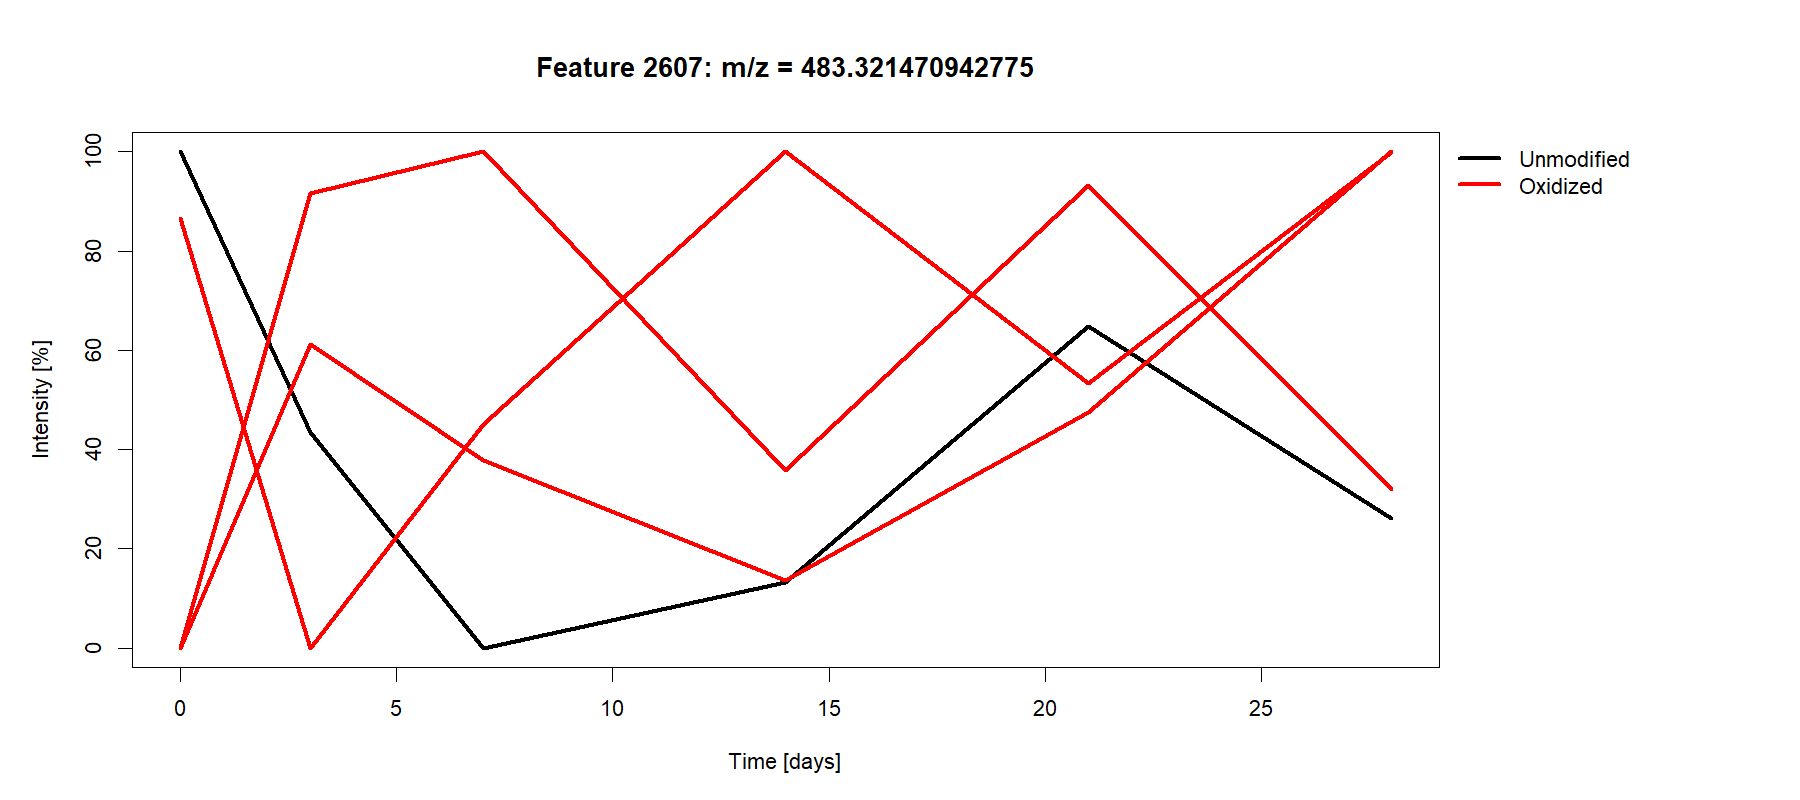 Feature 2607: m/z = 483.321470942775
Unmodified
Oxidized
Intensity [%]
100
80
60
40
20
0
0 5 10 15 20 25
Time [days]